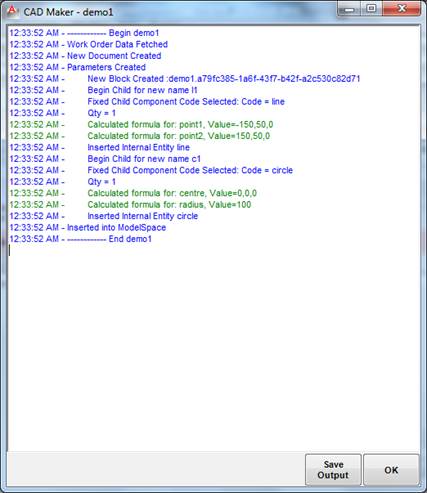 CAD Maker - demo1
12:33:52 AM - ------------ Begin demo1
12:33:52 AM - Work Order Data Fetched
12:33:52 AM - New Document Created
12:33:52 AM - Parameters Created
12:33:52 AM - New Block Created :demo1.a79fc385-1a6f-43f7-b42f-a2c530c82d71
12:33:52 AM - Begin Child for new name l1
12:33:52 AM - Fixed Child Component Code Selected: Code = line
12:33:52 AM - Qty = 1
12:33:52 AM - Calculated formula for: point1, Value=-150,50,0
12:33:52 AM - Calculated formula for: point2, Value=150,50,0
12:33:52 AM - Inserted Internal Entity line
12:33:52 AM - Begin Child for new name c1
12:33:52 AM - Fixed Child Component Code Selected: Code = circle
12:33:52 AM - Qty = 1
12:33:52 AM - Calculated formula for: centre, Value=0,0,0
12:33:52 AM - Calculated formula for: radius, Value=100
12:33:52 AM - Inserted Internal Entity circle
12:33:52 AM - Inserted into ModelSpace
12:33:52 AM - ------------ End demo1
Save
Output
OK